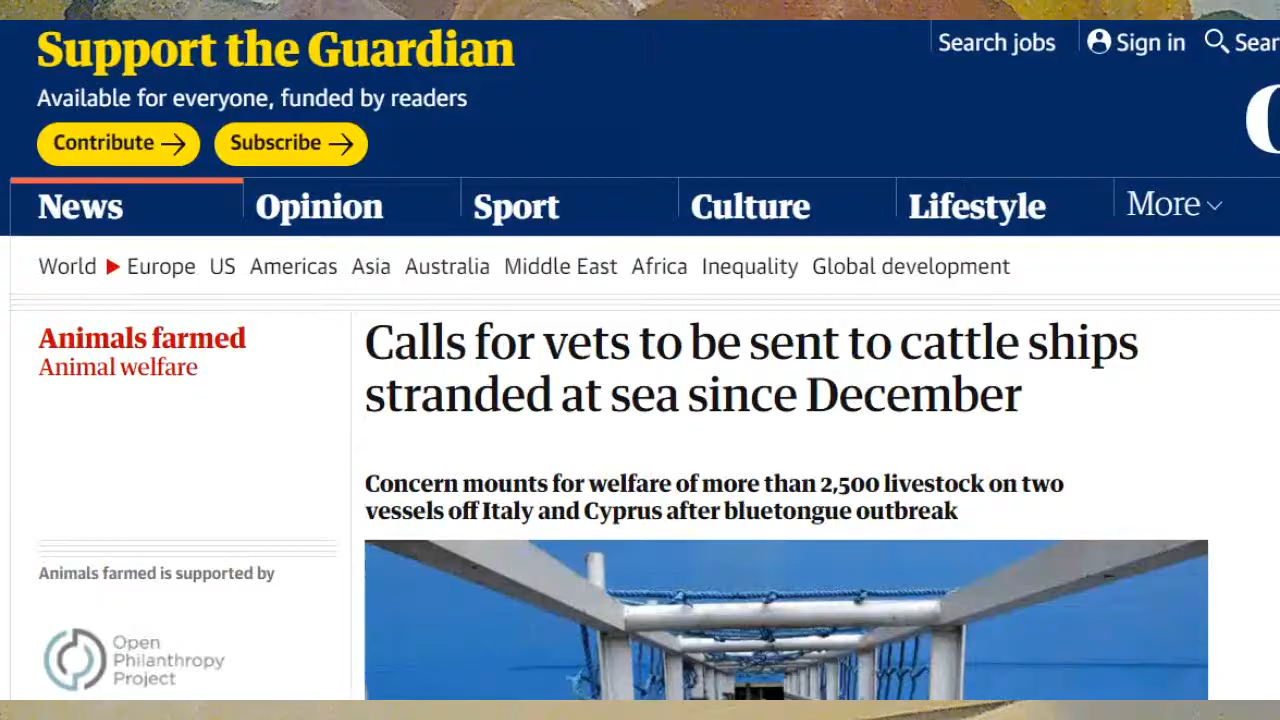 Support the Guardian
Available for everyone, funded by readers
Contribute → Subscribe →
Search jobs Sign in
News Opinion Sport Culture Lifestyle More
World Europe US Americas Asia Australia Middle East Africa Inequality Global development
Animals farmed
Animal welfare
Calls for vets to be sent to cattle ships
stranded at sea since December
Concern mounts for welfare of more than 2,500 livestock on two
vessels off Italy and Cyprus after bluetongue outbreak
Animals farmed is supported by
Open
Philanthropy
Project